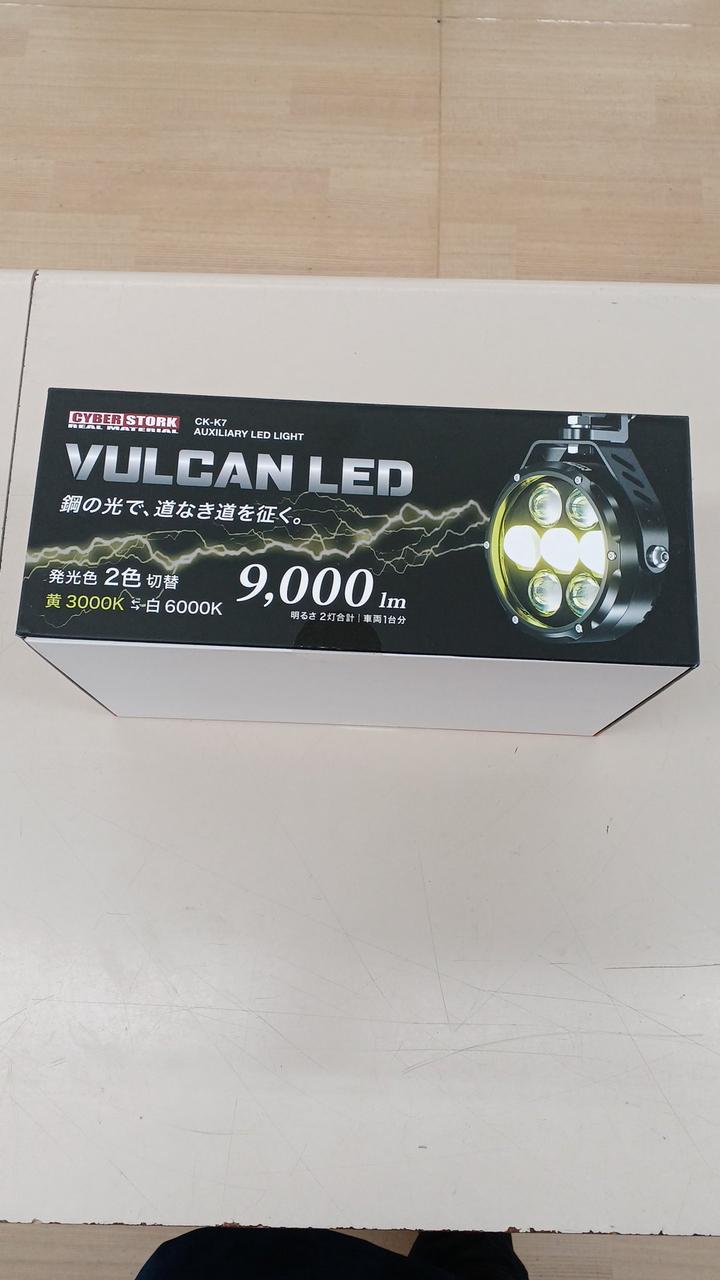 CYBER STORK
REAL MATERIAL
CK-K7
AUXILIARY LED LIGHT
VULCAN LED
鋼の光で、道なき道を征く。
発光色 2色 切替
黄 3000K ⇆ 白 6000K
9,000 lm
明るさ 2灯合計｜車両1台分